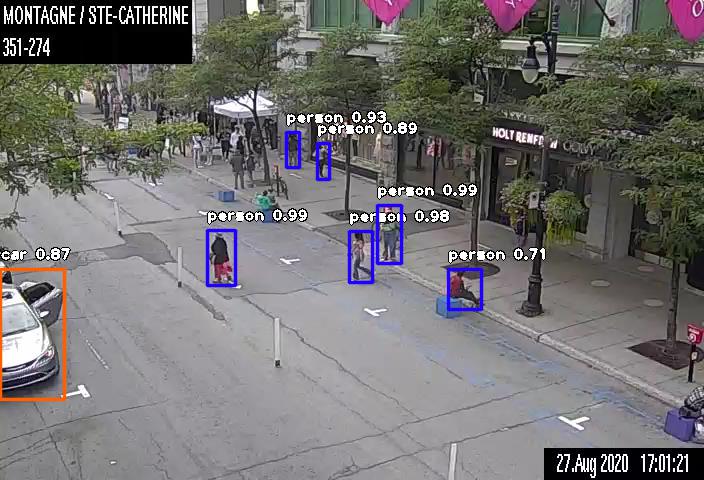 MONTAGNE / STE-CATHERINE
351-274
person 0.93
person 0.89
HOLT RENFREW
person 0.99
person 0.99
person 0.98
car 0.87
person 0.71
27.Aug 2020 17:01:21